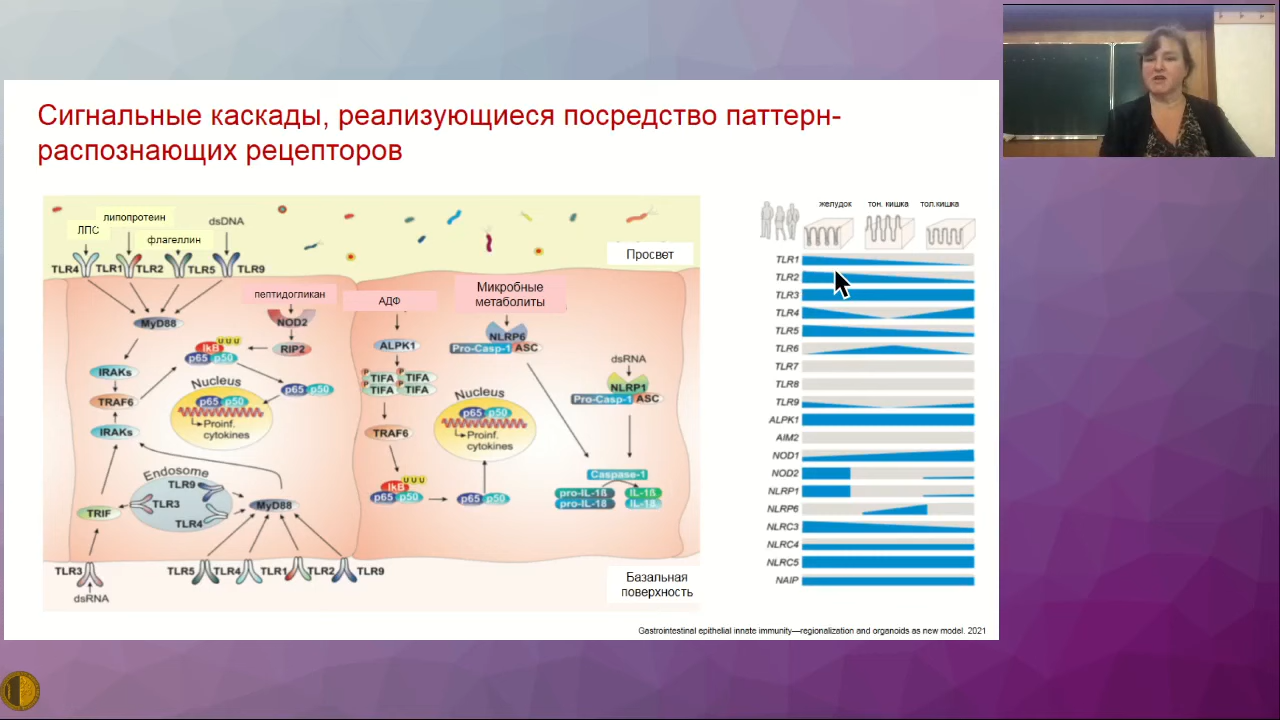 Сигнальные каскады, реализующиеся посредство паттерн-
распознающих рецепторов
липопротеин
dsDNA
ЛПС
флагеллин
TLR4
TLR1
TLR2
TLR5
TLR9
Просвет
пептидогликан
АДФ
Микробные
метаболиты
MyD88
NOD2
IkB
U U U
p65 p50
RIP2
ALPK1
NLRP6
Pro-Casp-1 ASC
IRAKs
TRAF6
IRAKs
Nucleus
p65 p50
Proinf.
cytokines
p65 p50
TIFA TIFA
TIFA TIFA
TRAF6
Nucleus
p65 p50
Proinf.
cytokines
dsRNA
NLRP1
Pro-Casp-1 ASC
Endosome
TLR9
TLR3
TLR4
MyD88
TRIF
IkB
U U U
p65 p50
p65 p50
Caspase-1
pro-IL-1ß
IL-1ß
pro-IL-18
IL-18
TLR3
dsRNA
TLR5
TLR4
TLR1
TLR2
TLR9
Базальная
поверхность
желудок
тон. кишка
тол.кишка
TLR1
TLR2
TLR3
TLR4
TLR5
TLR6
TLR7
TLR8
TLR9
ALPK1
AIM2
NOD1
NOD2
NLRP1
NLRP6
NLRC3
NLRC4
NLRC5
NAIP
Gastrointestinal epithelial innate immunity—regionalization and organoids as new model. 2021